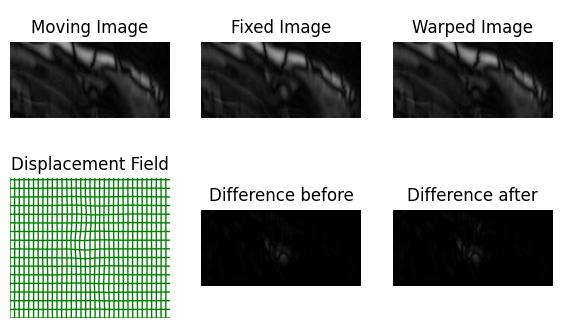 Moving Image
Fixed Image
Warped Image
Displacement Field
Difference before
Difference after